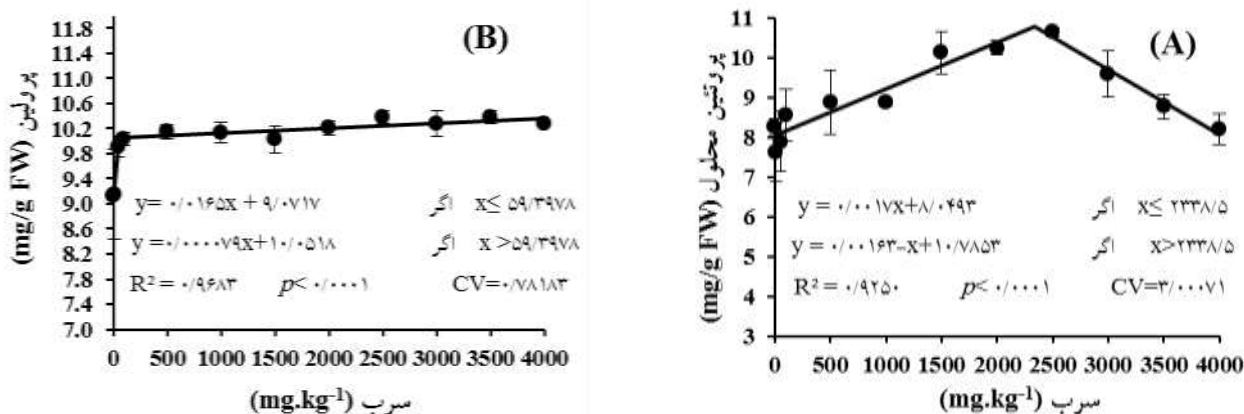 (B)
پرولین (mg/g FW)
10.8
11.0
10.6
10.2
9.8
9.4
9.0
8.6
8.2
7.8
7.4
7.0
y= ۰/۰۱۶۵x + ۹/۰۷۱۷ اگر x≤ ۵۹/۳۹۷۸
y =۰/۰۰۰۰۷۹x+۱۰/۰۵۱۸ اگر x >۵۹/۳۹۷۸
R² = ۰/۹۶۸۳ p< ۰/۰۰۰۱ CV=۰/۷۸۱۸۳
0 500 1000 1500 2000 2500 3000 3500 4000
سرب (mg.kg⁻¹)
(A)
پروتئین محلول (mg/g FW)
11
10
9
8
7
6
5
4
3
y = ۰/۰۰۱۷x+۸/۰۴۹۳ اگر x≤ ۲۳۳۸/۵
y = ۰/۰۰۱۶۳-x+۱۰/۷۸۵۳ اگر x>۲۳۳۸/۵
R² = ۰/۹۲۵۰ p< ۰/۰۰۰۱ CV=۳/۰۰۰۷۱
0 500 1000 1500 2000 2500 3000 3500 4000
سرب (mg.kg⁻¹)